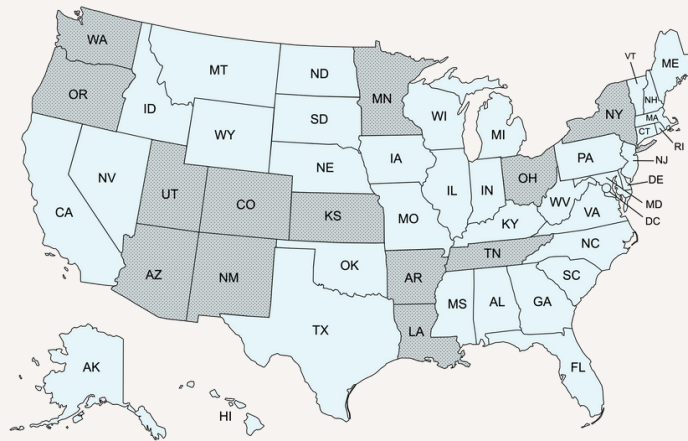 WA
OR
CA
NV
ID
MT
WY
UT
CO
AZ
NM
ND
SD
NE
KS
OK
TX
MN
IA
MO
AR
LA
WI
IL
MI
IN
OH
KY
TN
MS
AL
GA
FL
SC
NC
VA
WV
PA
NY
VT
NH
ME
MA
CT
RI
NJ
DE
MD
DC
AK
HI